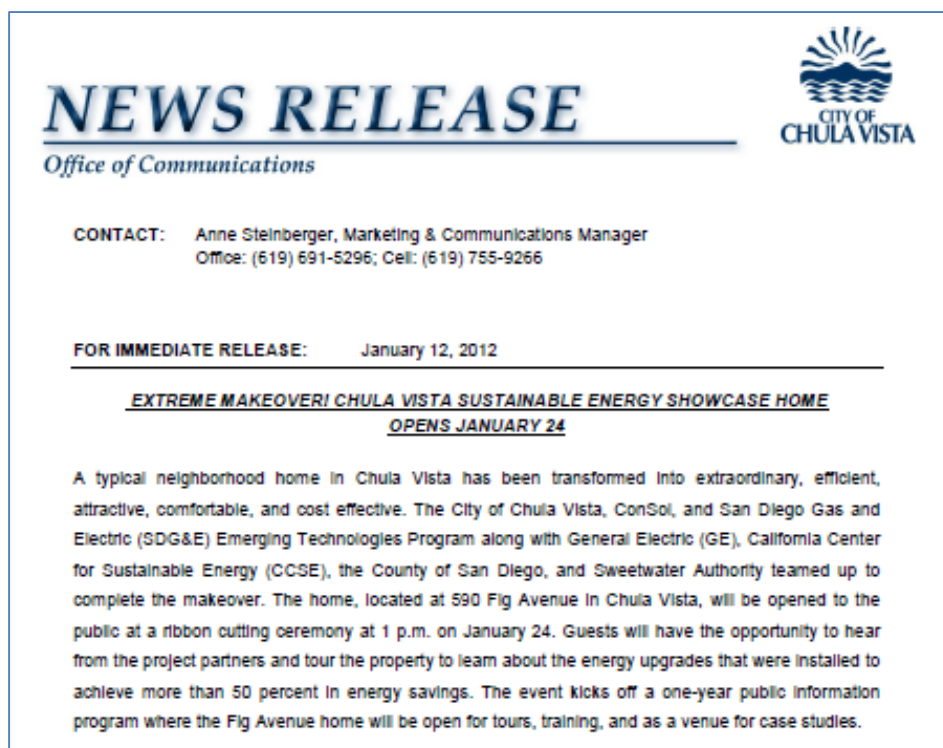 NEWS RELEASE
CITY OF
CHULA VISTA
Office of Communications
CONTACT: Anne Steinberger, Marketing & Communications Manager
Office: (619) 691-5296; Cell: (619) 755-9266
FOR IMMEDIATE RELEASE: January 12, 2012
EXTREME MAKEOVER! CHULA VISTA SUSTAINABLE ENERGY SHOWCASE HOME
OPENS JANUARY 24
A typical neighborhood home in Chula Vista has been transformed into extraordinary, efficient,
attractive, comfortable, and cost effective. The City of Chula Vista, ConSol, and San Diego Gas and
Electric (SDG&E) Emerging Technologies Program along with General Electric (GE), California Center
for Sustainable Energy (CCSE), the County of San Diego, and Sweetwater Authority teamed up to
complete the makeover. The home, located at 590 Fig Avenue in Chula Vista, will be opened to the
public at a ribbon cutting ceremony at 1 p.m. on January 24. Guests will have the opportunity to hear
from the project partners and tour the property to learn about the energy upgrades that were installed to
achieve more than 50 percent in energy savings. The event kicks off a one-year public information
program where the Fig Avenue home will be open for tours, training, and as a venue for case studies.